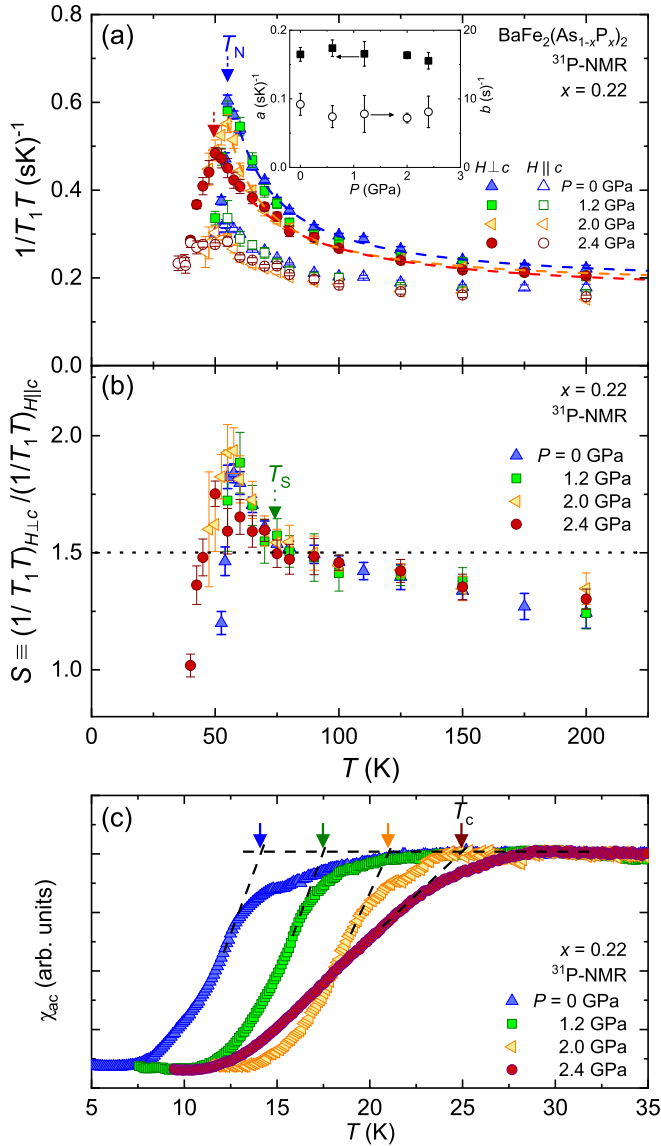 (a)
T_N
BaFe₂(As₁₋ₓPₓ)₂
³¹P-NMR
x = 0.22
0.2
0.1
0.0
a (sK)⁻¹
20
10
0
b (s)⁻¹
0 1 2 3
P (GPa)
H⊥c H∥c
P = 0 GPa
1.2 GPa
2.0 GPa
2.4 GPa
0.8
0.6
0.4
0.2
0.0
1/T₁T (sK)⁻¹
(b)
x = 0.22
³¹P-NMR
T_S
P = 0 GPa
1.2 GPa
2.0 GPa
2.4 GPa
2.0
1.5
1.0
S ≡ (1/T₁T)_H⊥c/(1/T₁T)_H∥c
0 50 100 150 200
T (K)
(c)
T_c
x = 0.22
³¹P-NMR
P = 0 GPa
1.2 GPa
2.0 GPa
2.4 GPa
χ_ac (arb. units)
5 10 15 20 25 30 35
T (K)